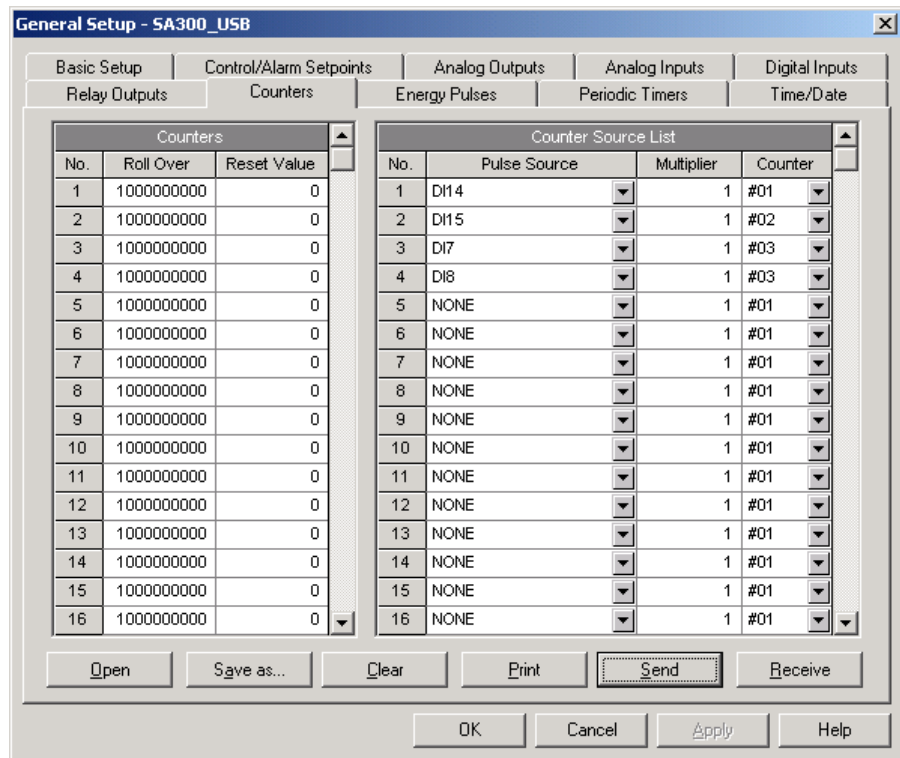 General Setup - SA300_USB
Basic Setup Control/Alarm Setpoints Analog Outputs Analog Inputs Digital Inputs
Relay Outputs Counters Energy Pulses Periodic Timers Time/Date
Counters Counter Source List
No. Roll Over Reset Value No. Pulse Source Multiplier Counter
1 1000000000 0 1 DI14 1 #01
2 1000000000 0 2 DI15 1 #02
3 1000000000 0 3 DI7 1 #03
4 1000000000 0 4 DI8 1 #03
5 1000000000 0 5 NONE 1 #01
6 1000000000 0 6 NONE 1 #01
7 1000000000 0 7 NONE 1 #01
8 1000000000 0 8 NONE 1 #01
9 1000000000 0 9 NONE 1 #01
10 1000000000 0 10 NONE 1 #01
11 1000000000 0 11 NONE 1 #01
12 1000000000 0 12 NONE 1 #01
13 1000000000 0 13 NONE 1 #01
14 1000000000 0 14 NONE 1 #01
15 1000000000 0 15 NONE 1 #01
16 1000000000 0 16 NONE 1 #01
Open Save as... Clear Print Send Receive
OK Cancel Apply Help